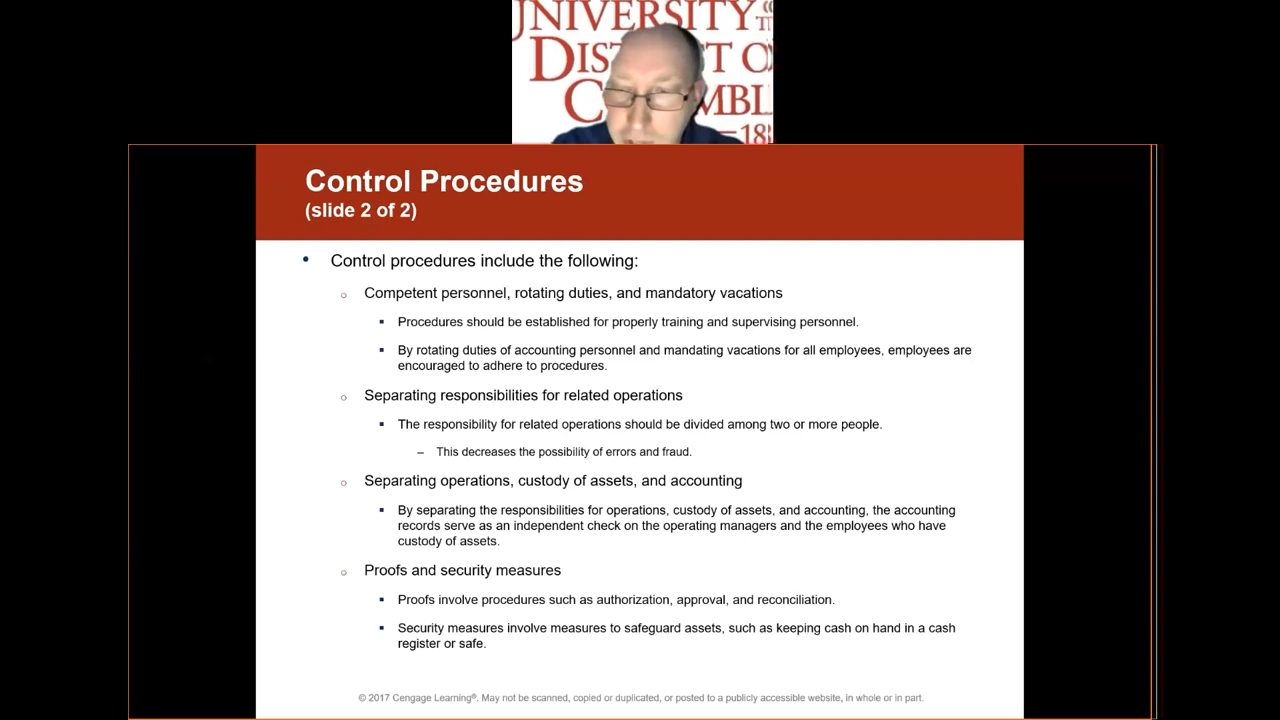 UNIVERSITY
DIS CT
C MBI
18
Control Procedures
(slide 2 of 2)
• Control procedures include the following:
○ Competent personnel, rotating duties, and mandatory vacations
▪ Procedures should be established for properly training and supervising personnel.
▪ By rotating duties of accounting personnel and mandating vacations for all employees, employees are
encouraged to adhere to procedures.
○ Separating responsibilities for related operations
▪ The responsibility for related operations should be divided among two or more people.
– This decreases the possibility of errors and fraud.
○ Separating operations, custody of assets, and accounting
▪ By separating the responsibilities for operations, custody of assets, and accounting, the accounting
records serve as an independent check on the operating managers and the employees who have
custody of assets.
○ Proofs and security measures
▪ Proofs involve procedures such as authorization, approval, and reconciliation.
▪ Security measures involve measures to safeguard assets, such as keeping cash on hand in a cash
register or safe.
© 2017 Cengage Learning®. May not be scanned, copied or duplicated, or posted to a publicly accessible website, in whole or in part.